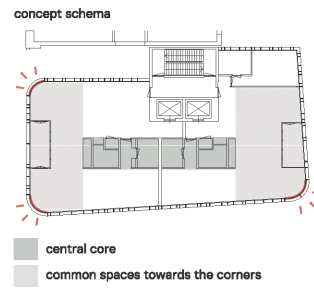 concept schema
central core
common spaces towards the corners